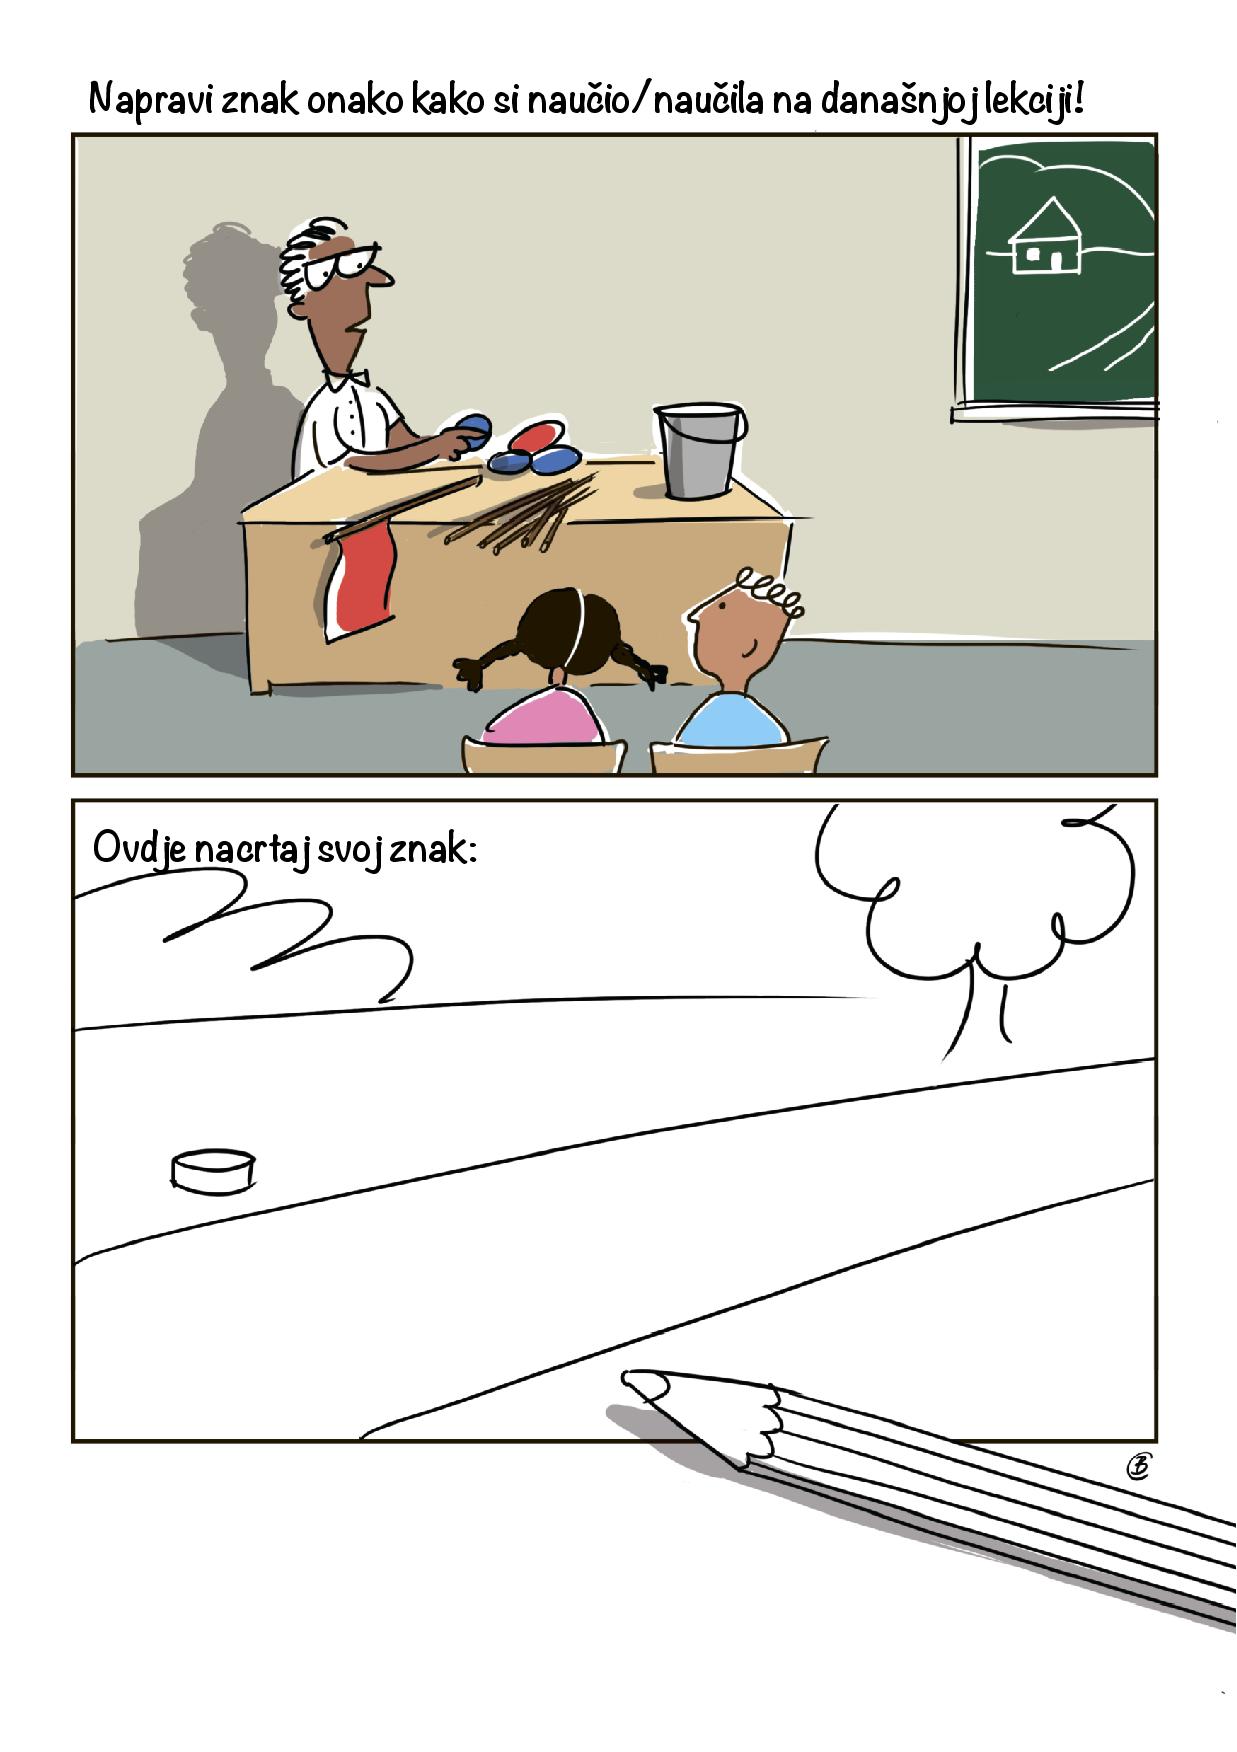 Napravi znak onako kako si naučio/naučila na današnjoj lekciji!
Ovdje nacrtaj svoj znak:
B